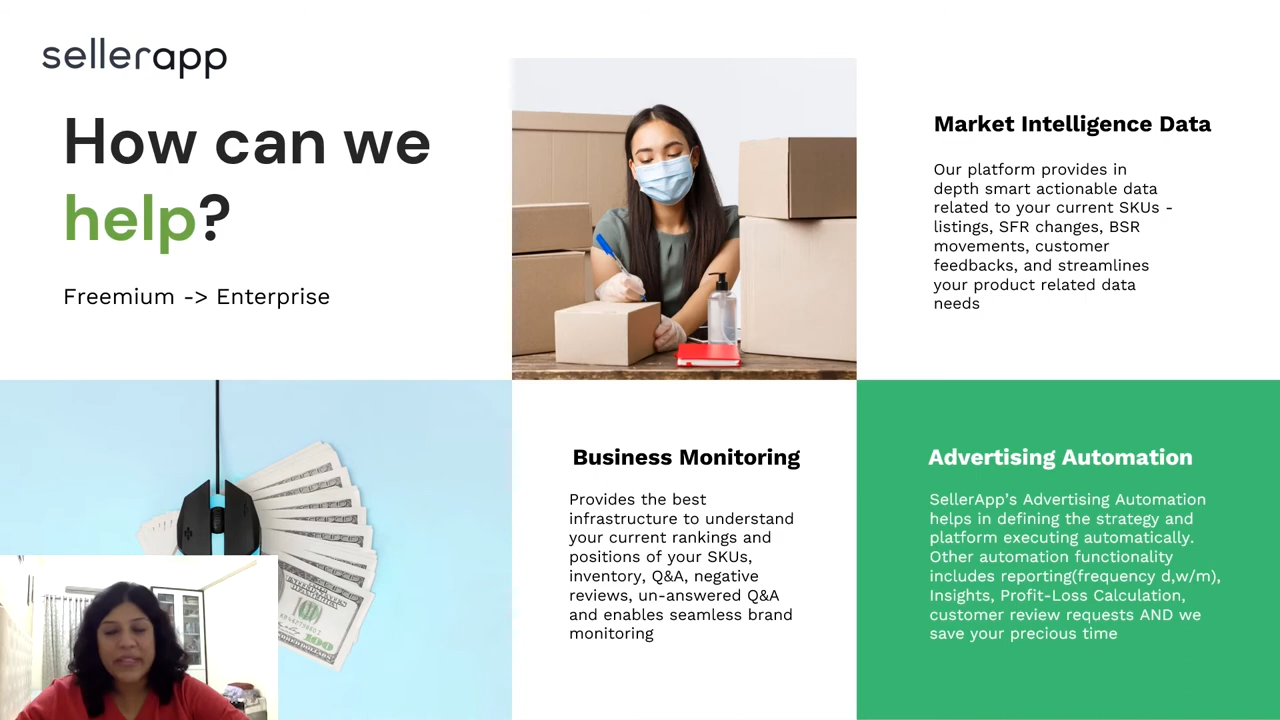 sellerapp
How can we
help?
Freemium -> Enterprise
Market Intelligence Data
Our platform provides in
depth smart actionable data
related to your current SKUs -
listings, SFR changes, BSR
movements, customer
feedbacks, and streamlines
your product related data
needs
Business Monitoring
Provides the best
infrastructure to understand
your current rankings and
positions of your SKUs,
inventory, Q&A, negative
reviews, un-answered Q&A
and enables seamless brand
monitoring
Advertising Automation
SellerApp’s Advertising Automation
helps in defining the strategy and
platform executing automatically.
Other automation functionality
includes reporting(frequency d,w/m),
Insights, Profit-Loss Calculation,
customer review requests AND we
save your precious time
100